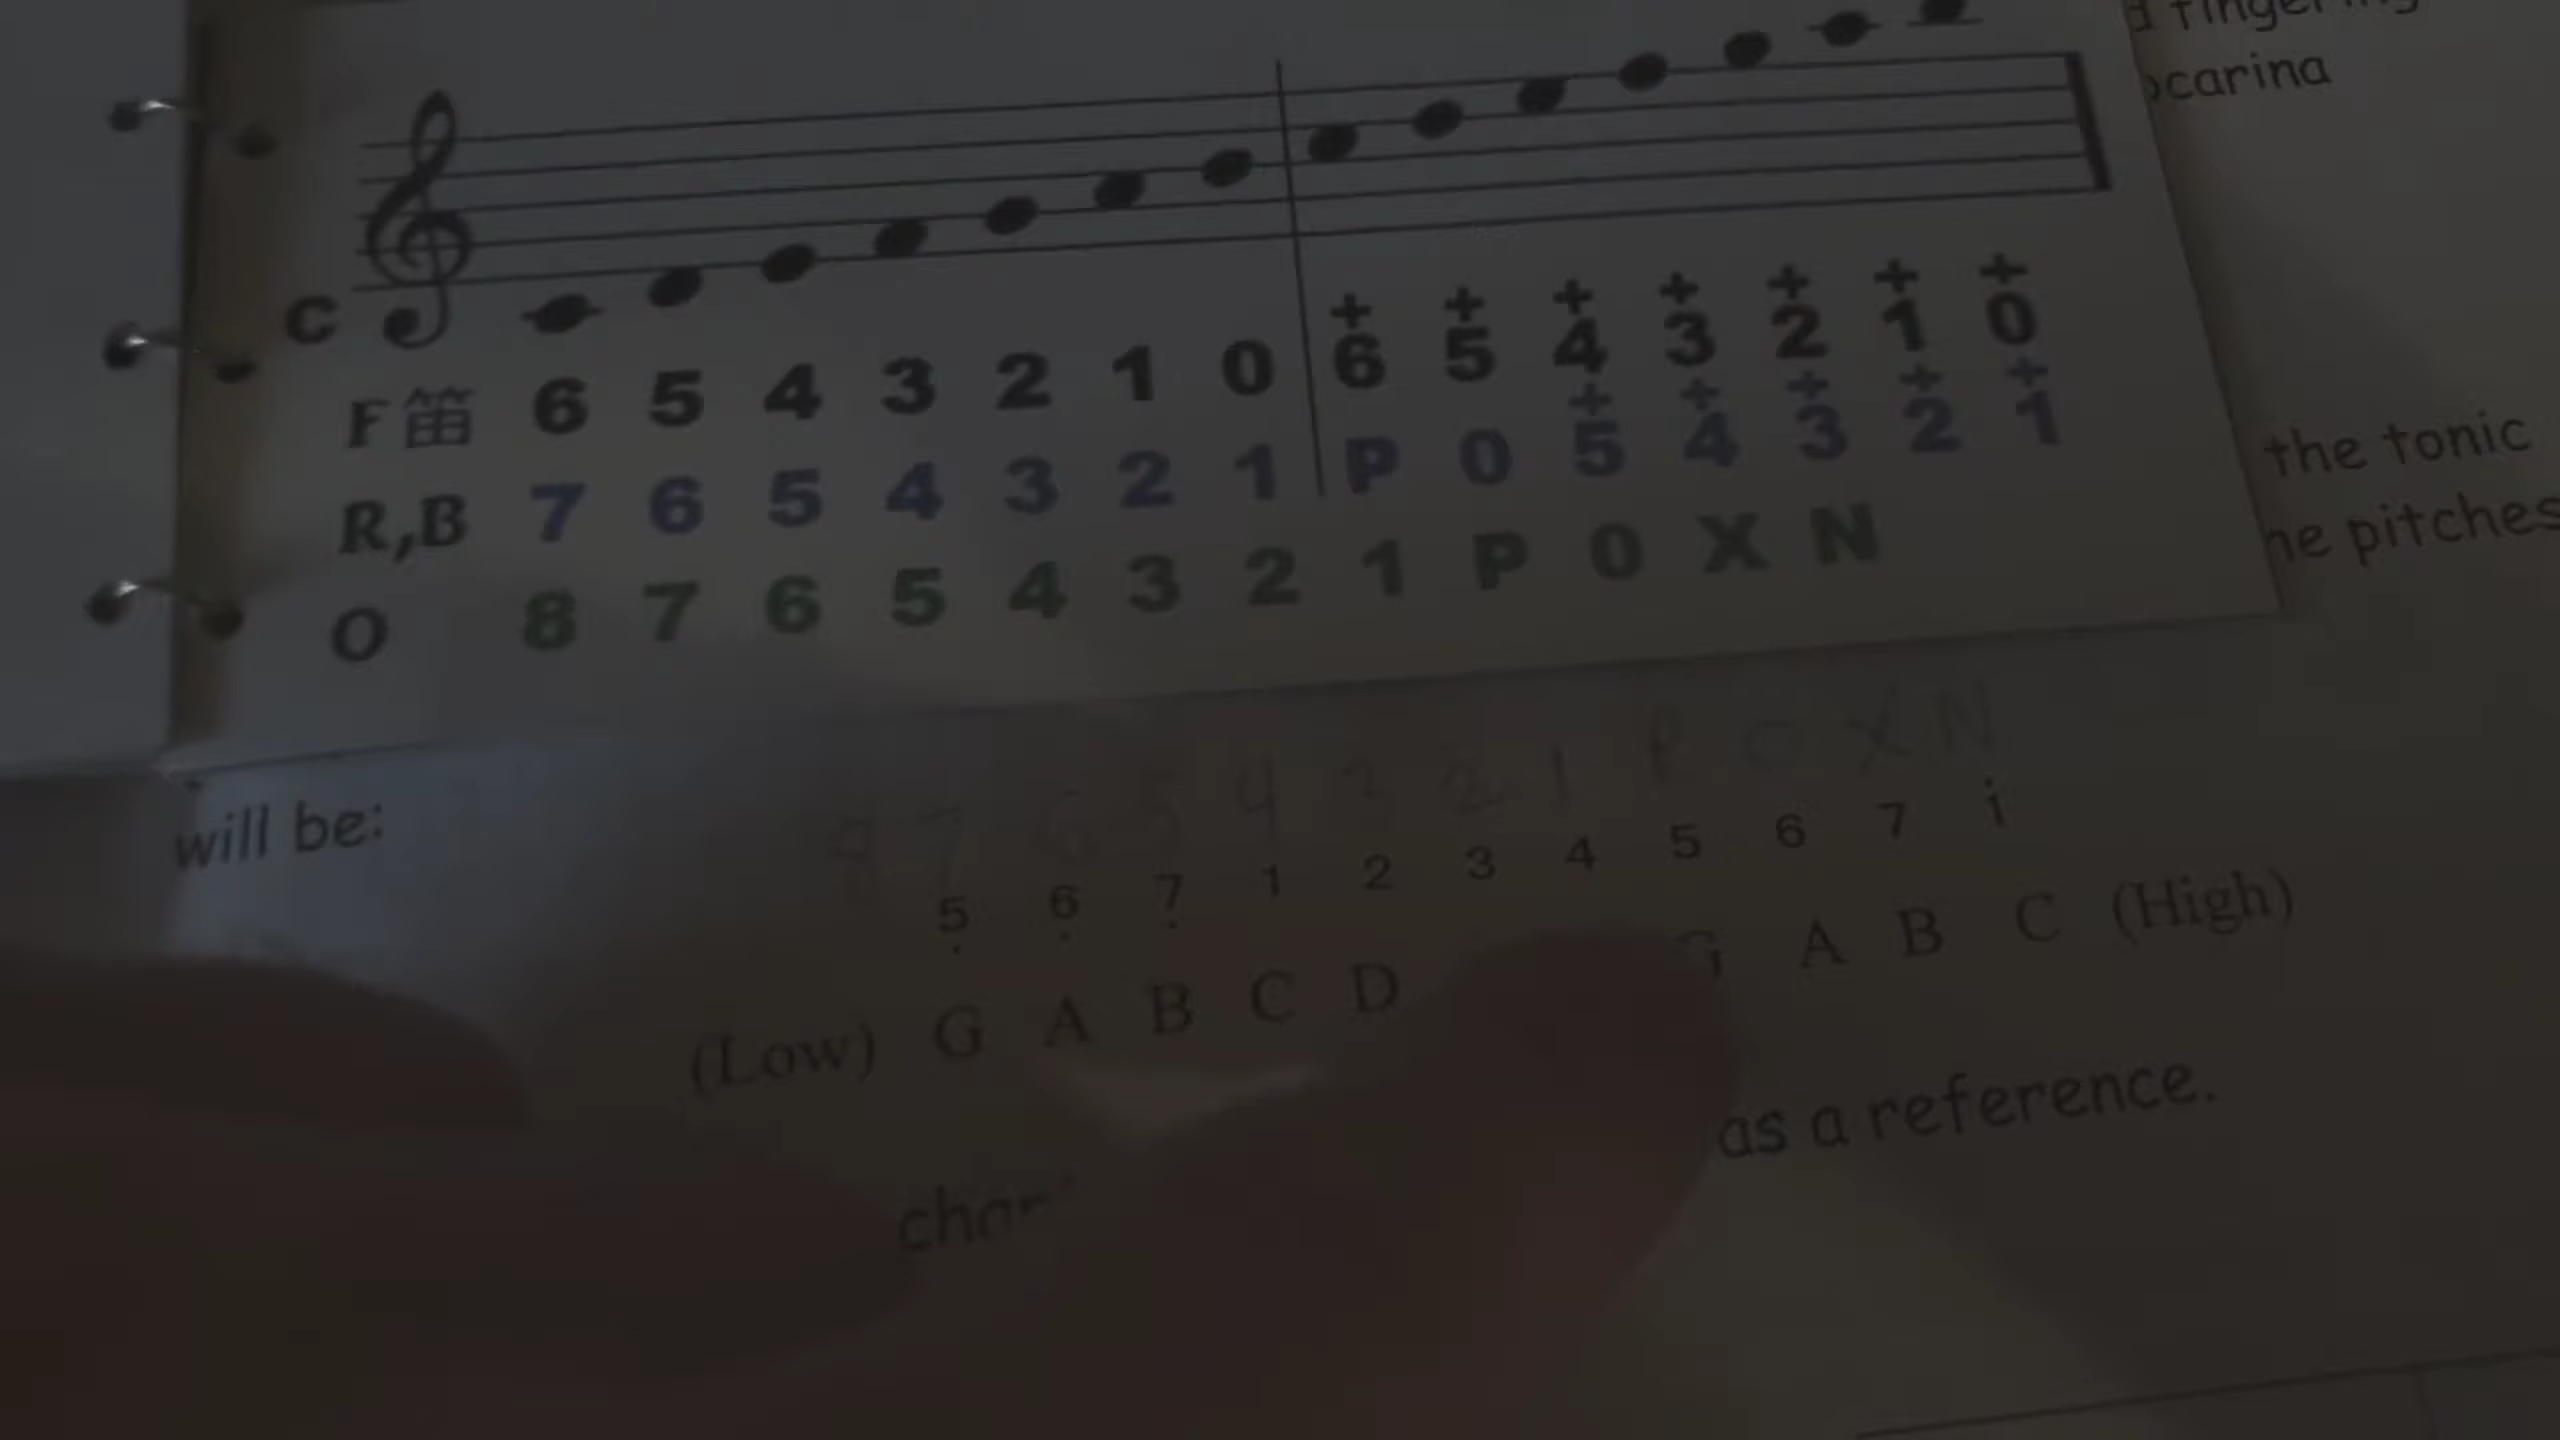 fingering
ocarina
C
6 5 4 3 2 1 0 +6 +5 +4 +3 +2 +1 +0
F笛
R,B 7 6 5 4 3 2 1 P 0 +5 +4 +3 +2 +1
O 8 7 6 5 4 3 2 1 P 0 X N
the tonic
he pitches
8 7 6 5 4 3 2 1 P O X N
will be:
5̣ 6̣ 7̣ 1 2 3 4 5 6 7 i
(Low) G A B C D G A B C (High)
as a reference.